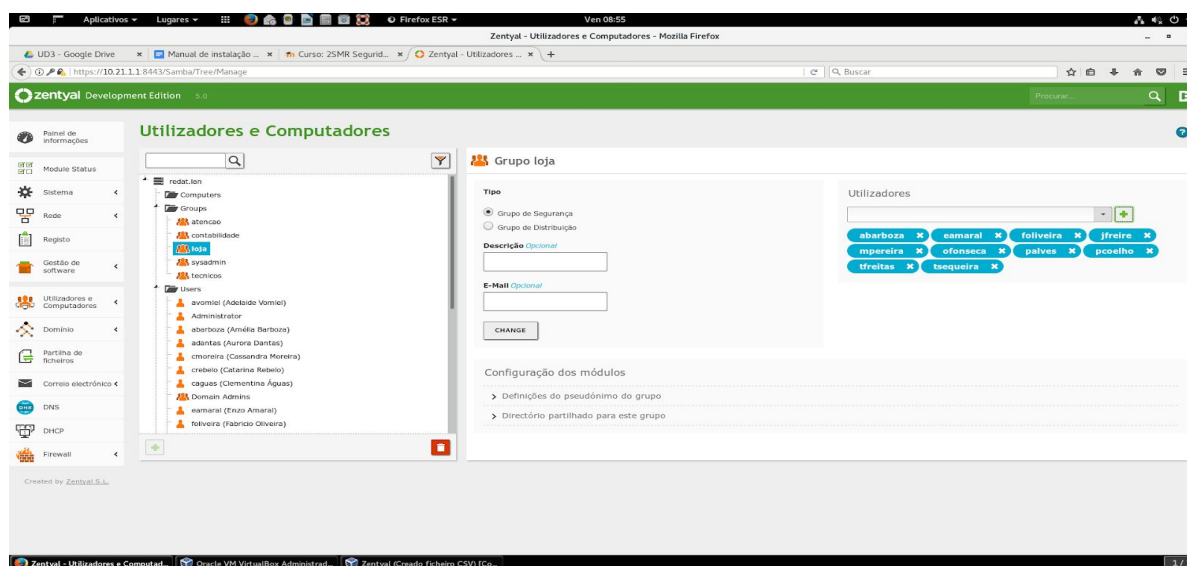 Aplicativos Lugares Firefox ESR Ven 08:55
Zentyal - Utilizadores e Computadores - Mozilla Firefox
UD3 - Google Drive Manual de instalação ... Curso: 2SMR Segurid... Zentyal - Utilizadores ...
https://10.21.1.1:8443/Samba/Tree/Manage Buscar
zentyal Development Edition 5.0 Procurar...
Painel de informações
Module Status
Sistema
Rede
Registo
Gestão de software
Utilizadores e Computadores
Domínio
Partilha de ficheiros
Correio electrónico
DNS
DHCP
Firewall
Created by Zentyal S.L.
Utilizadores e Computadores
redat.lan
Computers
Groups
atencao
contabilidade
loja
sysadmin
tecnicos
Users
avomiel (Adelaide Vomiel)
Administrator
abarboza (Amélia Barboza)
adantas (Aurora Dantas)
cmoreira (Cassandra Moreira)
crebelo (Catarina Rebelo)
caguas (Clementina Águas)
Domain Admins
eamaral (Enzo Amaral)
foliveira (Fabricio Oliveira)
Grupo loja
Tipo
Grupo de Segurança
Grupo de Distribuição
Descrição Opcional
E-Mail Opcional
CHANGE
Utilizadores
abarboza eamaral foliveira jfreire
mpereira ofonseca palves pcoelho
tfreitas tsequeira
Configuração dos módulos
Definições do pseudónimo do grupo
Directório partilhado para este grupo
Zentyal - Utilizadores e Computad... Oracle VM VirtualBox Administrad... Zentyal (Creado ficheiro CSV) [Co... 1 /